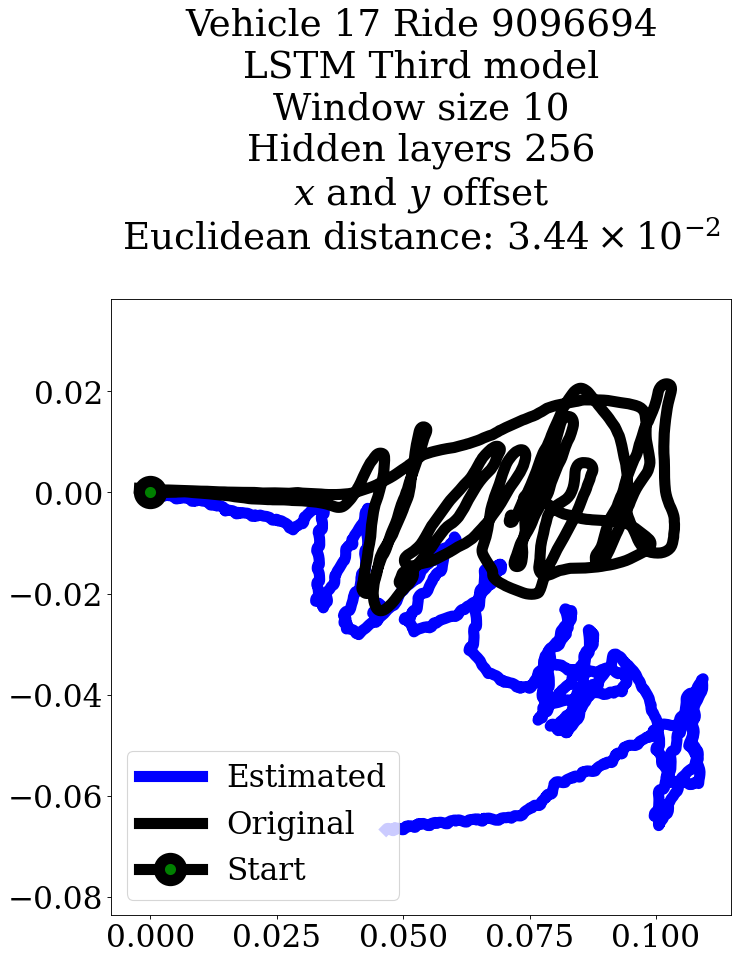 Vehicle 17 Ride 9096694
LSTM Third model
Window size 10
Hidden layers 256
x and y offset
Euclidean distance: 3.44 × 10⁻²
0.02
0.00
−0.02
−0.04
−0.06
−0.08
Estimated
Original
Start
0.000 0.025 0.050 0.075 0.100